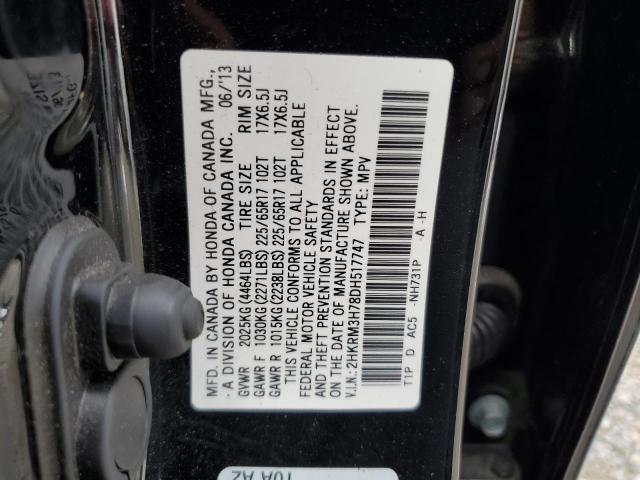 MFD. IN CANADA BY HONDA OF CANADA MFG.,
A DIVISION OF HONDA CANADA INC. 06/'13
GVWR 2025KG (4464LBS) TIRE SIZE RIM SIZE
GAWR F 1030KG (2271LBS) 225/65R17 102T 17X6.5J
GAWR R 1015KG (2238LBS) 225/65R17 102T 17X6.5J
THIS VEHICLE CONFORMS TO ALL APPLICABLE
FEDERAL MOTOR VEHICLE SAFETY
AND THEFT PREVENTION STANDARDS IN EFFECT
ON THE DATE OF MANUFACTURE SHOWN ABOVE.
V.I.N.: 2HKRM3H78DH517747 TYPE: MPV
T1P D AC5 -NH731P -A -H